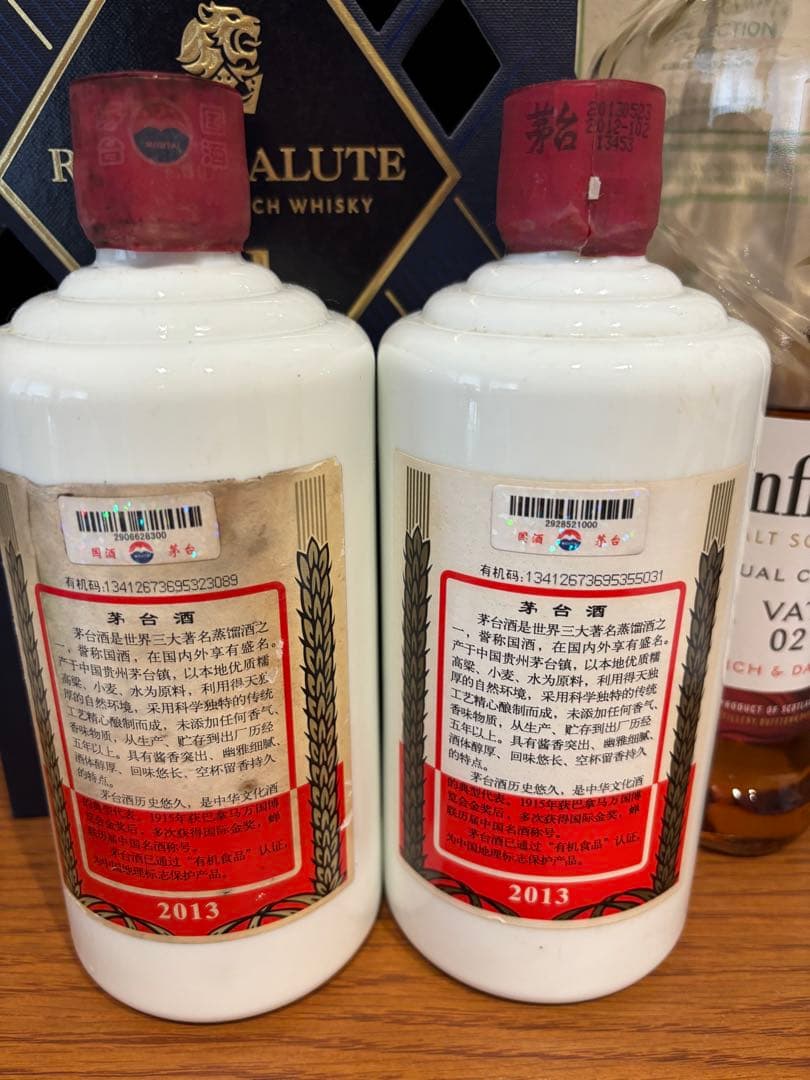 ALUTE
CH WHISKY
国酒
茅台
MOUTAI
茅台
20130523
2012-102
13453
2906628300
国酒 茅台
有机码:13412673695323089
茅台酒
茅台酒是世界三大著名蒸馏酒之
一，誉称国酒，在国内外享有盛名。
产于中国贵州茅台镇，以本地优质糯
高粱、小麦、水为原料，利用得天独
厚的自然环境，采用科学独特的传统
工艺精心酿制而成，未添加任何香气、
香味物质，从生产、贮存到出厂历经
五年以上。具有酱香突出、幽雅细腻、
酒体醇厚、回味悠长、空杯留香持久
的特点。
茅台酒历史悠久，是中华文化酒
的典型代表，1915年获巴拿马万国博
览会金奖后，多次获得国际金奖，蝉
联历届中国名酒称号。
茅台酒已通过“有机食品”认证，
为中国地理标志保护产品。
2013
2928521000
国酒 茅台
有机码:13412673695355031
茅台酒
茅台酒是世界三大著名蒸馏酒之
一，誉称国酒，在国内外享有盛名。
产于中国贵州茅台镇，以本地优质糯
高粱、小麦、水为原料，利用得天独
厚的自然环境，采用科学独特的传统
工艺精心酿制而成，未添加任何香气、
香味物质，从生产、贮存到出厂历经
五年以上。具有酱香突出、幽雅细腻、
酒体醇厚、回味悠长、空杯留香持久
的特点。
茅台酒历史悠久，是中华文化酒
的典型代表，1915年获巴拿马万国博
览会金奖后，多次获得国际金奖，蝉
联历届中国名酒称号。
茅台酒已通过“有机食品”认证，
为中国地理标志保护产品。
2013
LECTION
nf
ALT SC
UAL C
VA
02
ICH & DA
PRODUCT OF SCOTLA